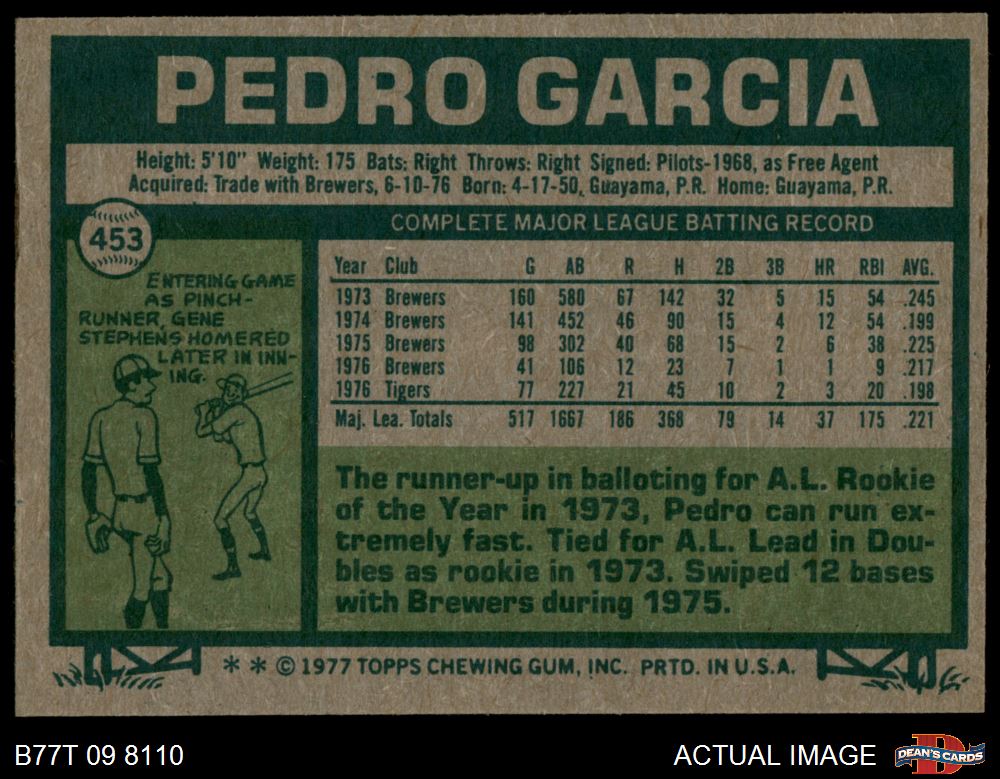 PEDRO GARCIA
Height: 5'10" Weight: 175 Bats: Right Throws: Right Signed: Pilots-1968, as Free Agent
Acquired: Trade with Brewers, 6-10-76 Born: 4-17-50, Guayama, P.R. Home: Guayama, P.R.
453
ENTERING GAME
AS PINCH-
RUNNER, GENE
STEPHENS HOMERED
LATER IN INN-
ING.
COMPLETE MAJOR LEAGUE BATTING RECORD
Year Club G AB R H 2B 3B HR RBI AVG.
1973 Brewers 160 580 67 142 32 5 15 54 .245
1974 Brewers 141 452 46 90 15 4 12 54 .199
1975 Brewers 98 302 40 68 15 2 6 38 .225
1976 Brewers 41 106 12 23 7 1 1 9 .217
1976 Tigers 77 227 21 45 10 2 3 20 .198
Maj. Lea. Totals 517 1667 186 368 79 14 37 175 .221
The runner-up in balloting for A.L. Rookie
of the Year in 1973, Pedro can run ex-
tremely fast. Tied for A.L. Lead in Dou-
bles as rookie in 1973. Swiped 12 bases
with Brewers during 1975.
* * © 1977 TOPPS CHEWING GUM, INC. PRTD. IN U.S.A.
B77T 09 8110
ACTUAL IMAGE
DEAN'S CARDS